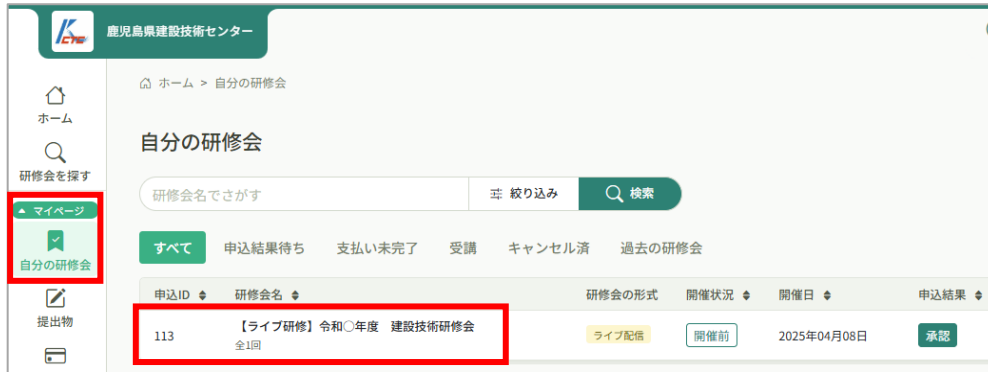 KCTC 鹿児島県建設技術センター
ホーム > 自分の研修会
ホーム
研修会を探す
マイページ
自分の研修会
提出物
自分の研修会
研修会名でさがす 絞り込み 検索
すべて 申込結果待ち 支払い未完了 受講 キャンセル済 過去の研修会
申込ID 研修会名 研修会の形式 開催状況 開催日 申込結果
113 【ライブ研修】令和○年度 建設技術研修会 ライブ配信 開催前 2025年04月08日 承認
全1回